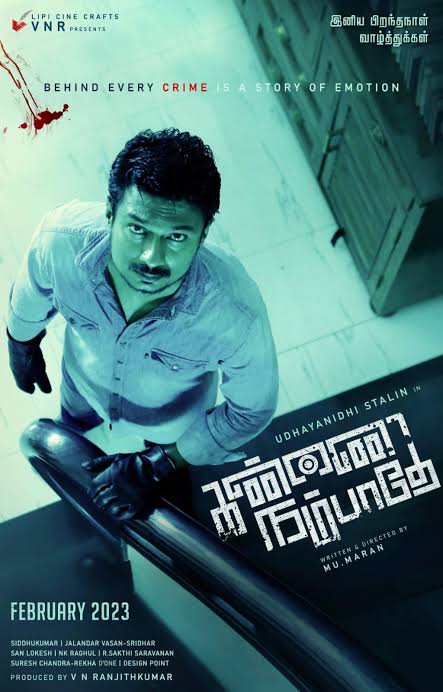 LIPI CINE CRAFTS
VNR
PRESENTS
இனிய பிறந்தநாள்
வாழ்த்துக்கள்
BEHIND EVERY CRIME IS A STORY OF EMOTION
UDHAYANIDHI STALIN IN
கண்ணை
நம்பாதே
WRITTEN & DIRECTED BY
MU.MARAN
FEBRUARY 2023
SIDDHUKUMAR | JALANDAR VASAN-SRIDHAR
SAN LOKESH | NK RAGHUL | R.SAKTHI SARAVANAN
SURESH CHANDRA-REKHA D'ONE | DESIGN POINT
PRODUCED BY V N RANJITHKUMAR